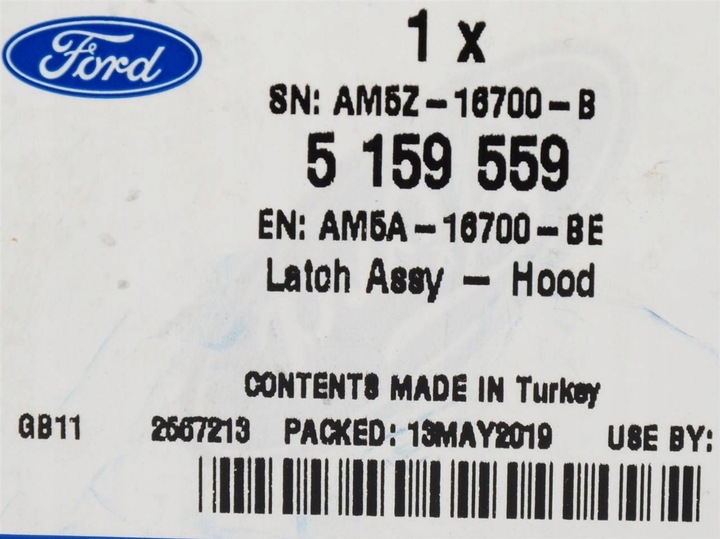 Ford
1 x
SN: AM5Z-16700-B
5 159 559
EN: AM5A-16700-BE
Latch Assy - Hood
CONTENTS MADE IN Turkey
GB11 2567213 PACKED: 13MAY2019 USE BY: